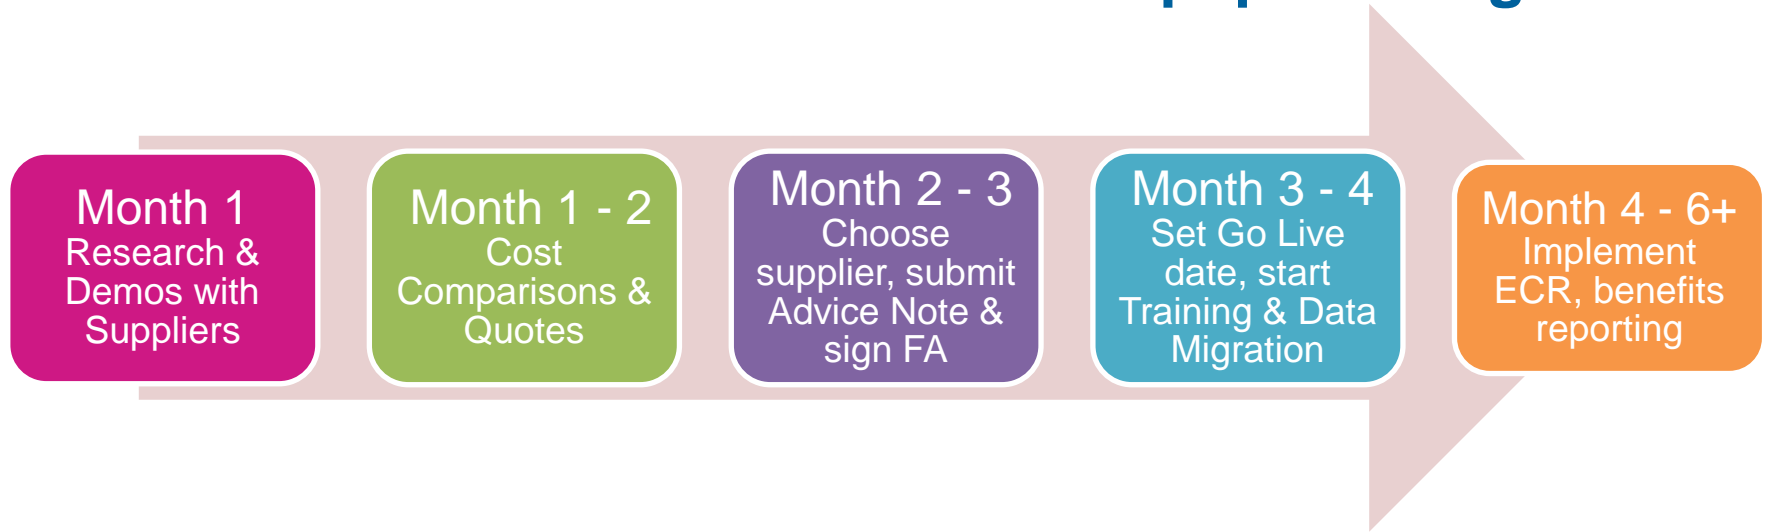 Month 1
Research &
Demos with
Suppliers
Month 1 - 2
Cost
Comparisons &
Quotes
Month 2 - 3
Choose
supplier, submit
Advice Note &
sign FA
Month 3 - 4
Set Go Live
date, start
Training & Data
Migration
Month 4 - 6+
Implement
ECR, benefits
reporting